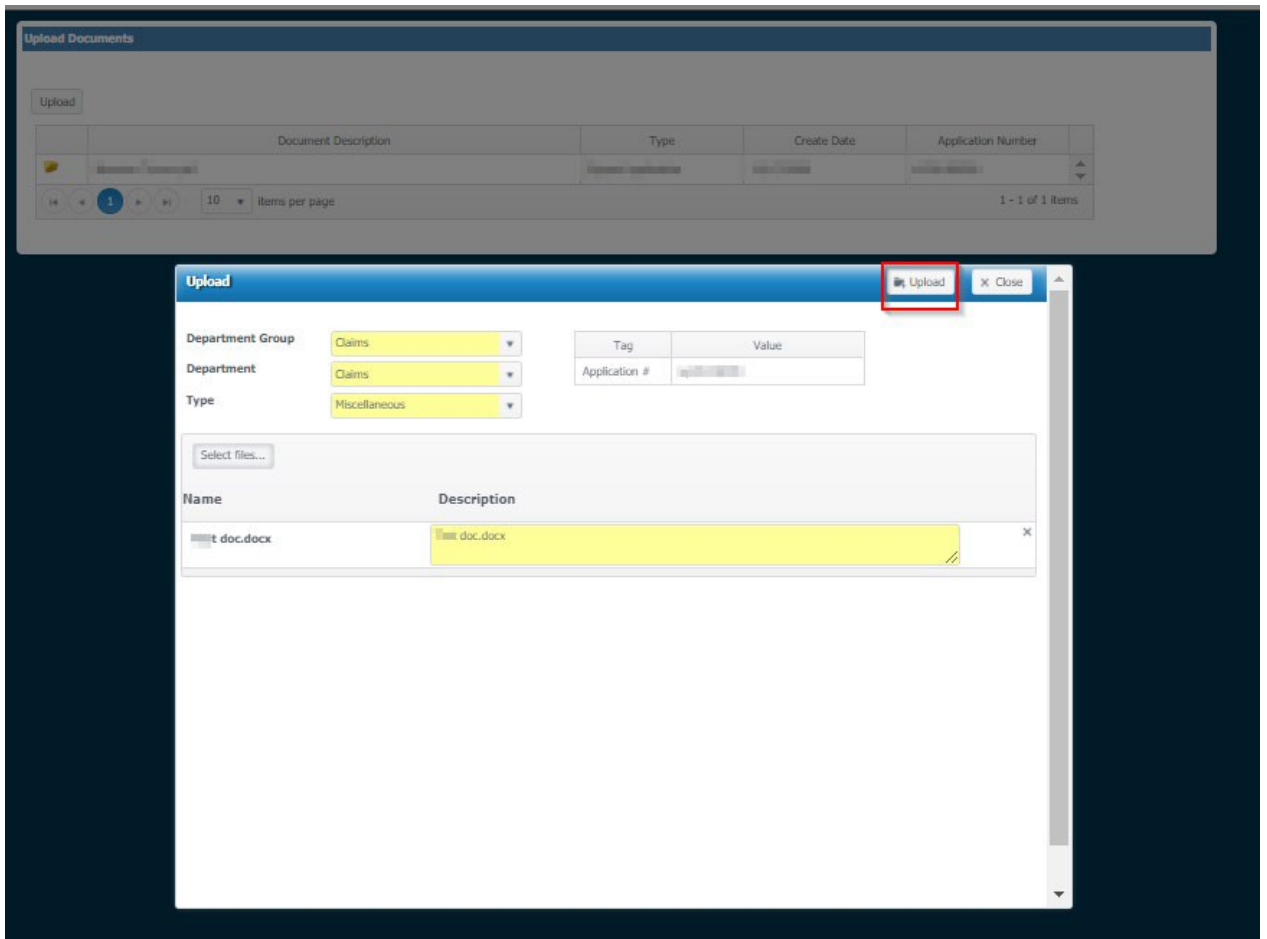 Upload Documents
Upload
Document Description Type Create Date Application Number
1 10 items per page 1 - 1 of 1 items
Upload Upload Close
Department Group Claims Tag Value
Department Claims Application #
Type Miscellaneous
Select files...
Name Description
doc.docx doc.docx